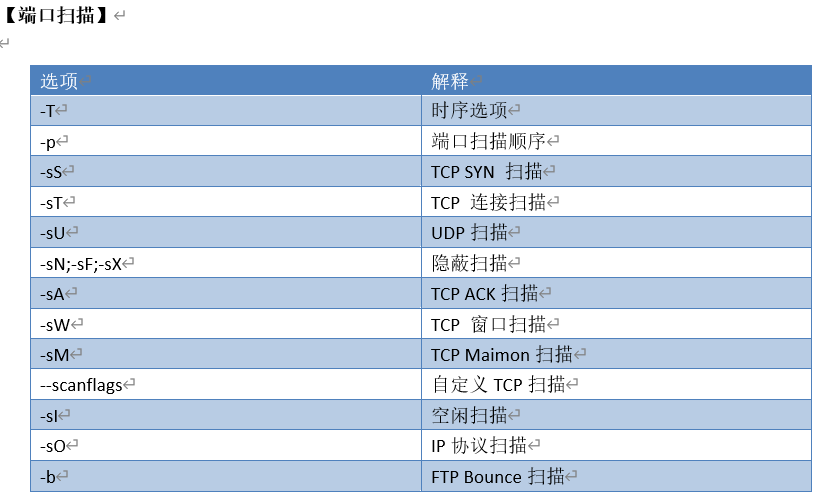 【端口扫描】
选项 解释
-T 时序选项
-p 端口扫描顺序
-sS TCP SYN 扫描
-sT TCP 连接扫描
-sU UDP 扫描
-sN;-sF;-sX 隐蔽扫描
-sA TCP ACK 扫描
-sW TCP 窗口扫描
-sM TCP Maimon 扫描
--scanflags 自定义 TCP 扫描
-sI 空闲扫描
-sO IP 协议扫描
-b FTP Bounce 扫描